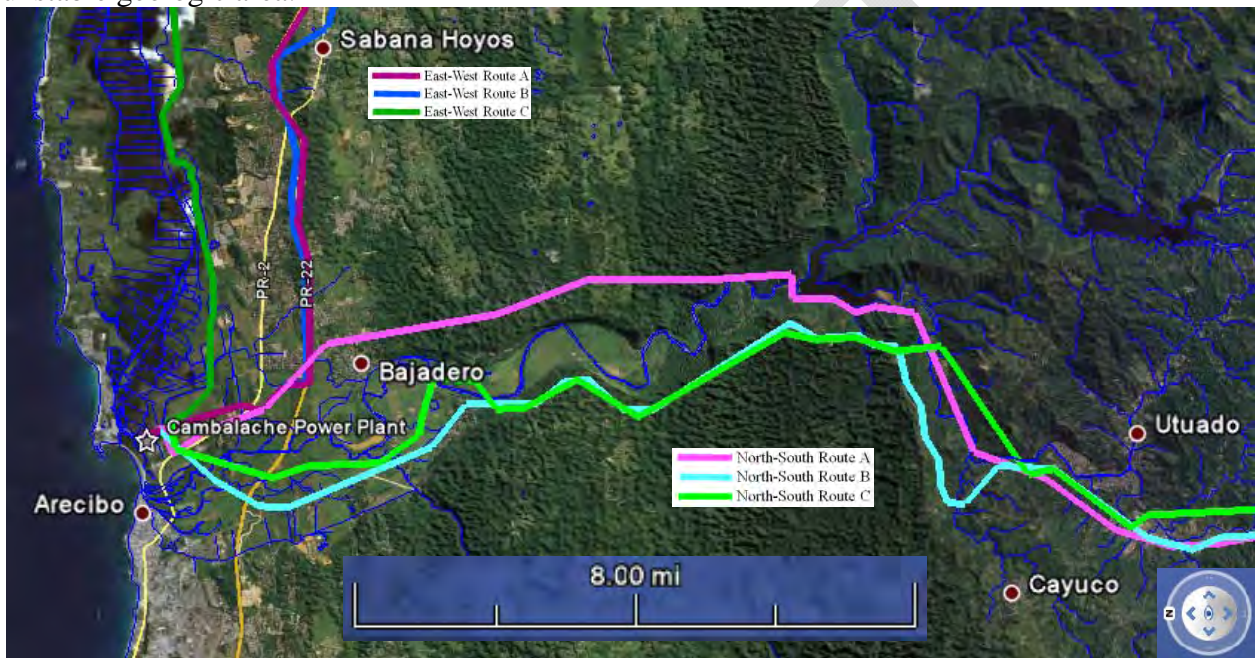 Sabana Hoyos
East-West Route A
East-West Route B
East-West Route C
PR-2
PR-22
Bajadero
Cambalache Power Plant
Utuado
North-South Route A
North-South Route B
North-South Route C
Arecibo
8.00 mi
Cayuco
N